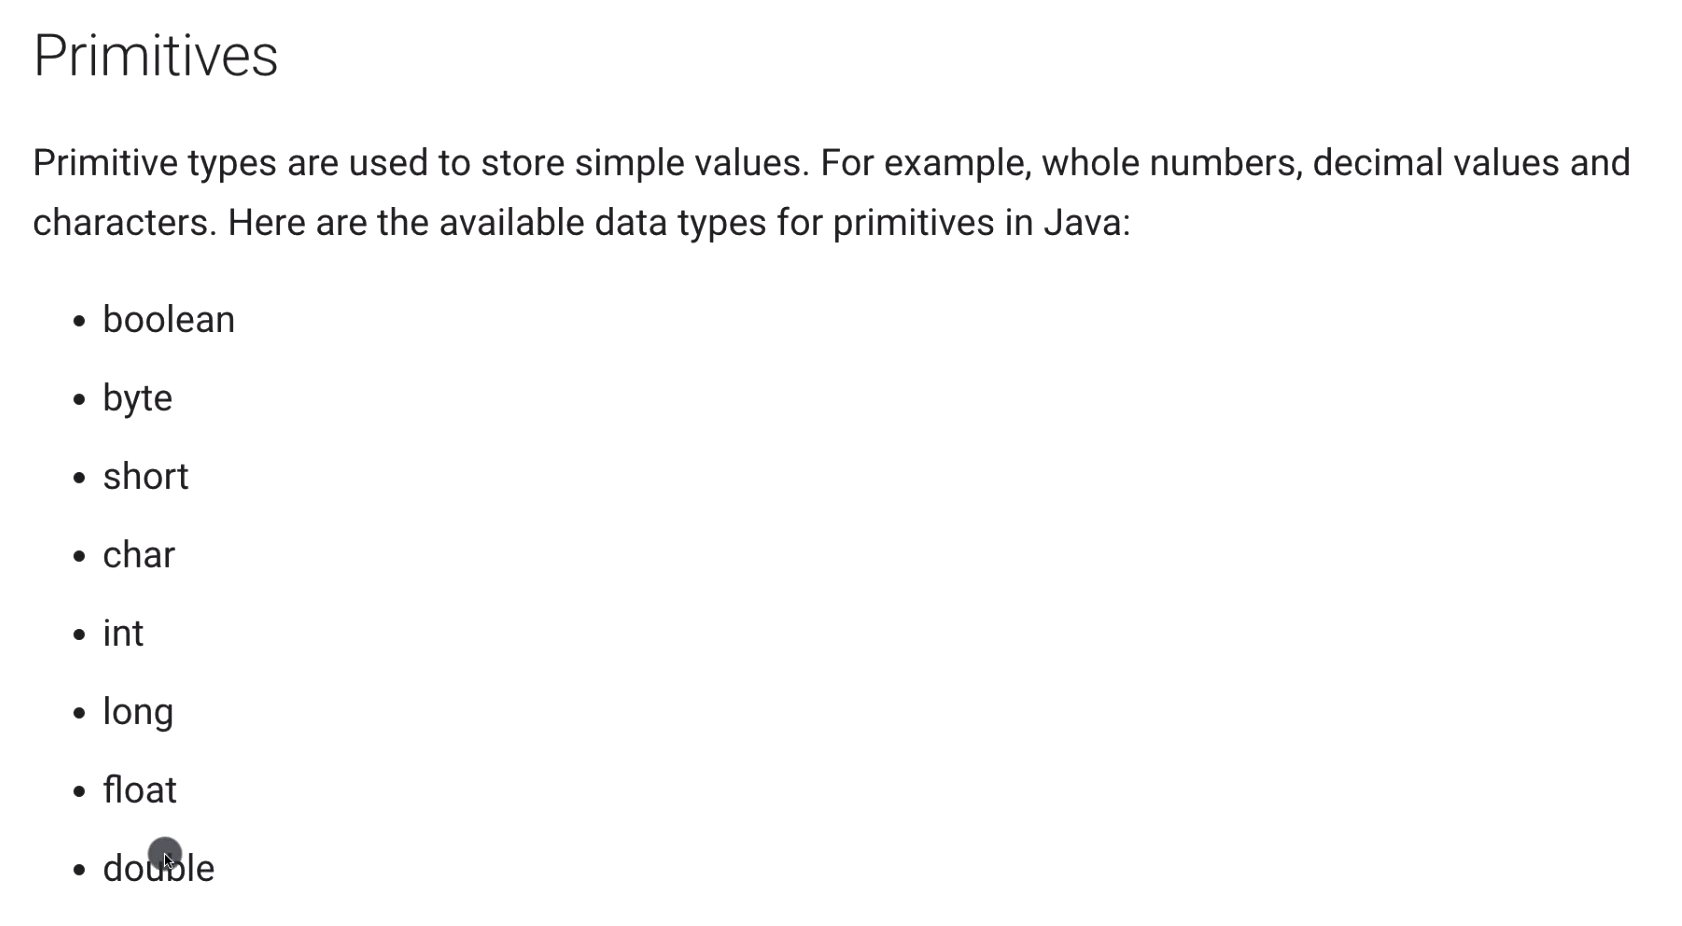 Primitives
Primitive types are used to store simple values. For example, whole numbers, decimal values and
characters. Here are the available data types for primitives in Java:
• boolean
• byte
• short
• char
• int
• long
• float
• double